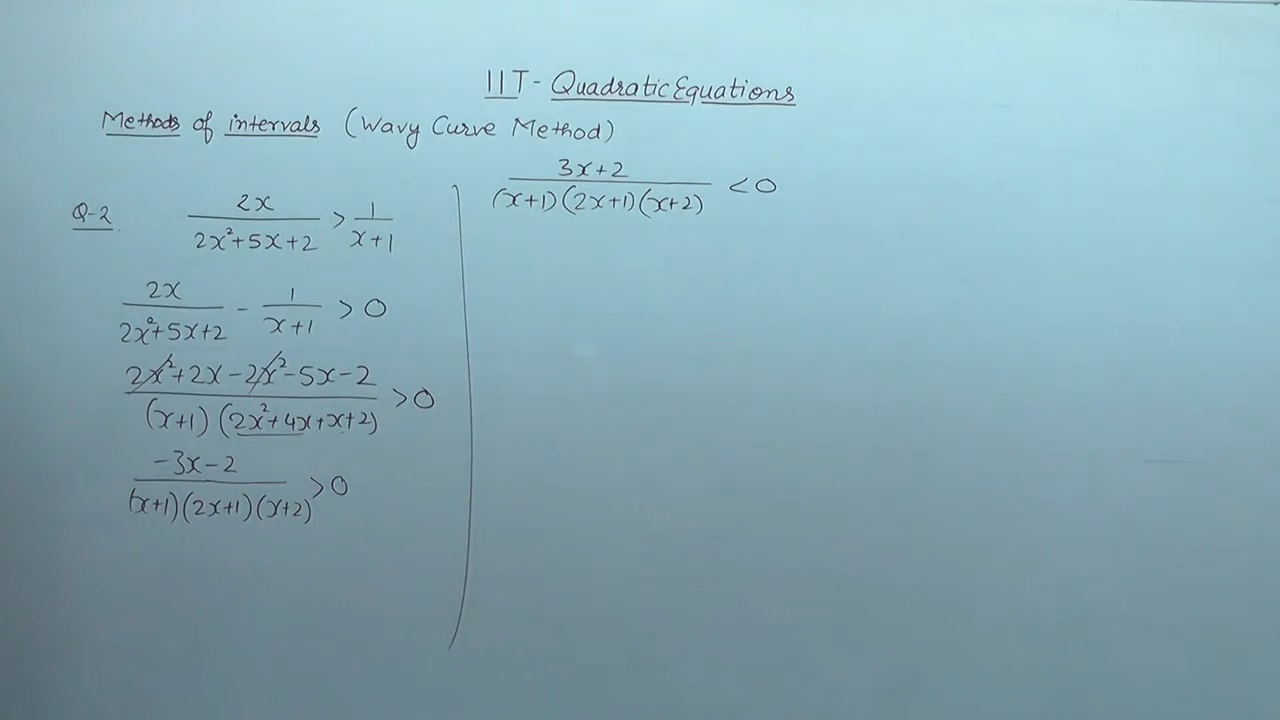 IIT - Quadratic Equations
Methods of intervals (Wavy Curve Method)
Q-2. 2x / (2x²+5x+2) > 1 / (x+1)
2x / (2x²+5x+2) - 1 / (x+1) > 0
(2x²+2x-2x²-5x-2) / ((x+1)(2x²+4x+x+2)) > 0
(-3x-2) / ((x+1)(2x+1)(x+2)) > 0
(3x+2) / ((x+1)(2x+1)(x+2)) < 0